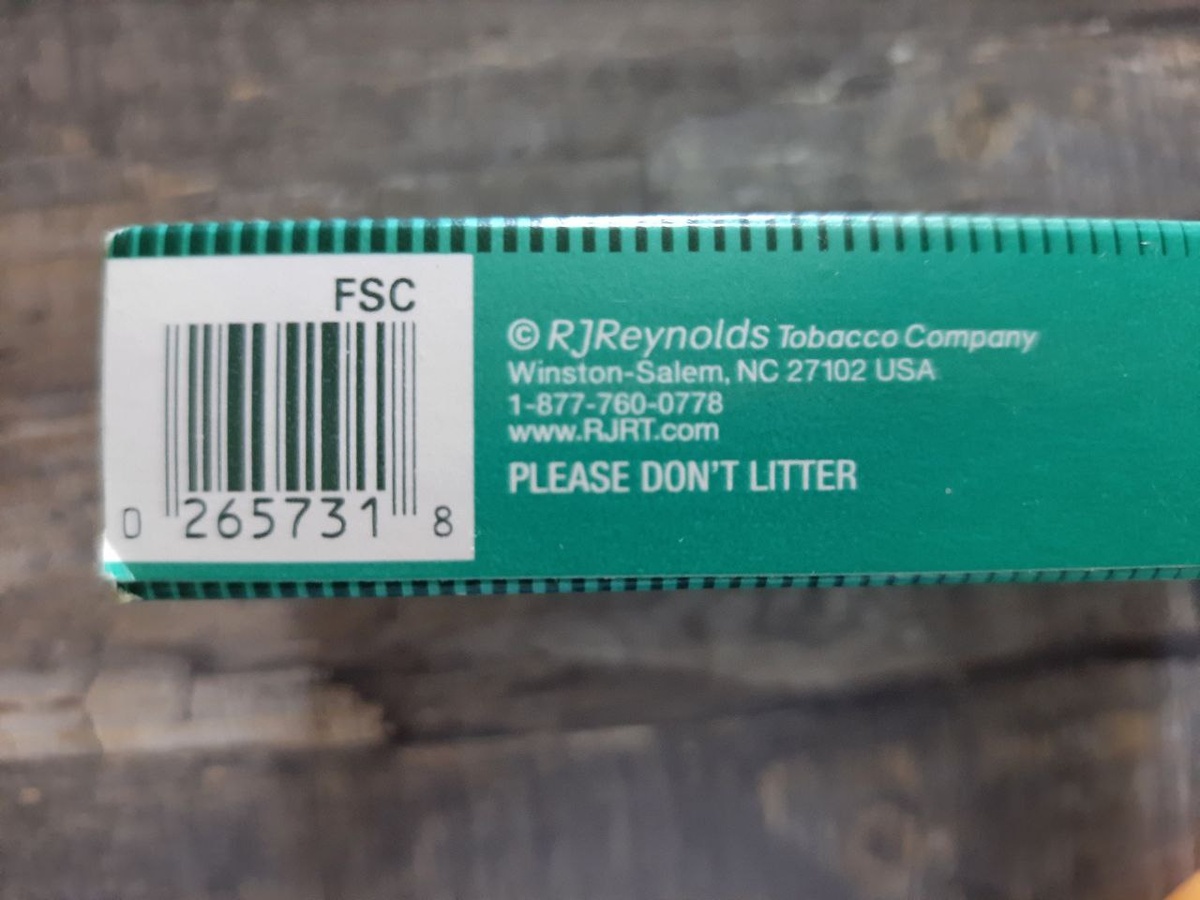 FSC
0 265731 8
© RJReynolds Tobacco Company
Winston-Salem, NC 27102 USA
1-877-760-0778
www.RJRT.com
PLEASE DON'T LITTER